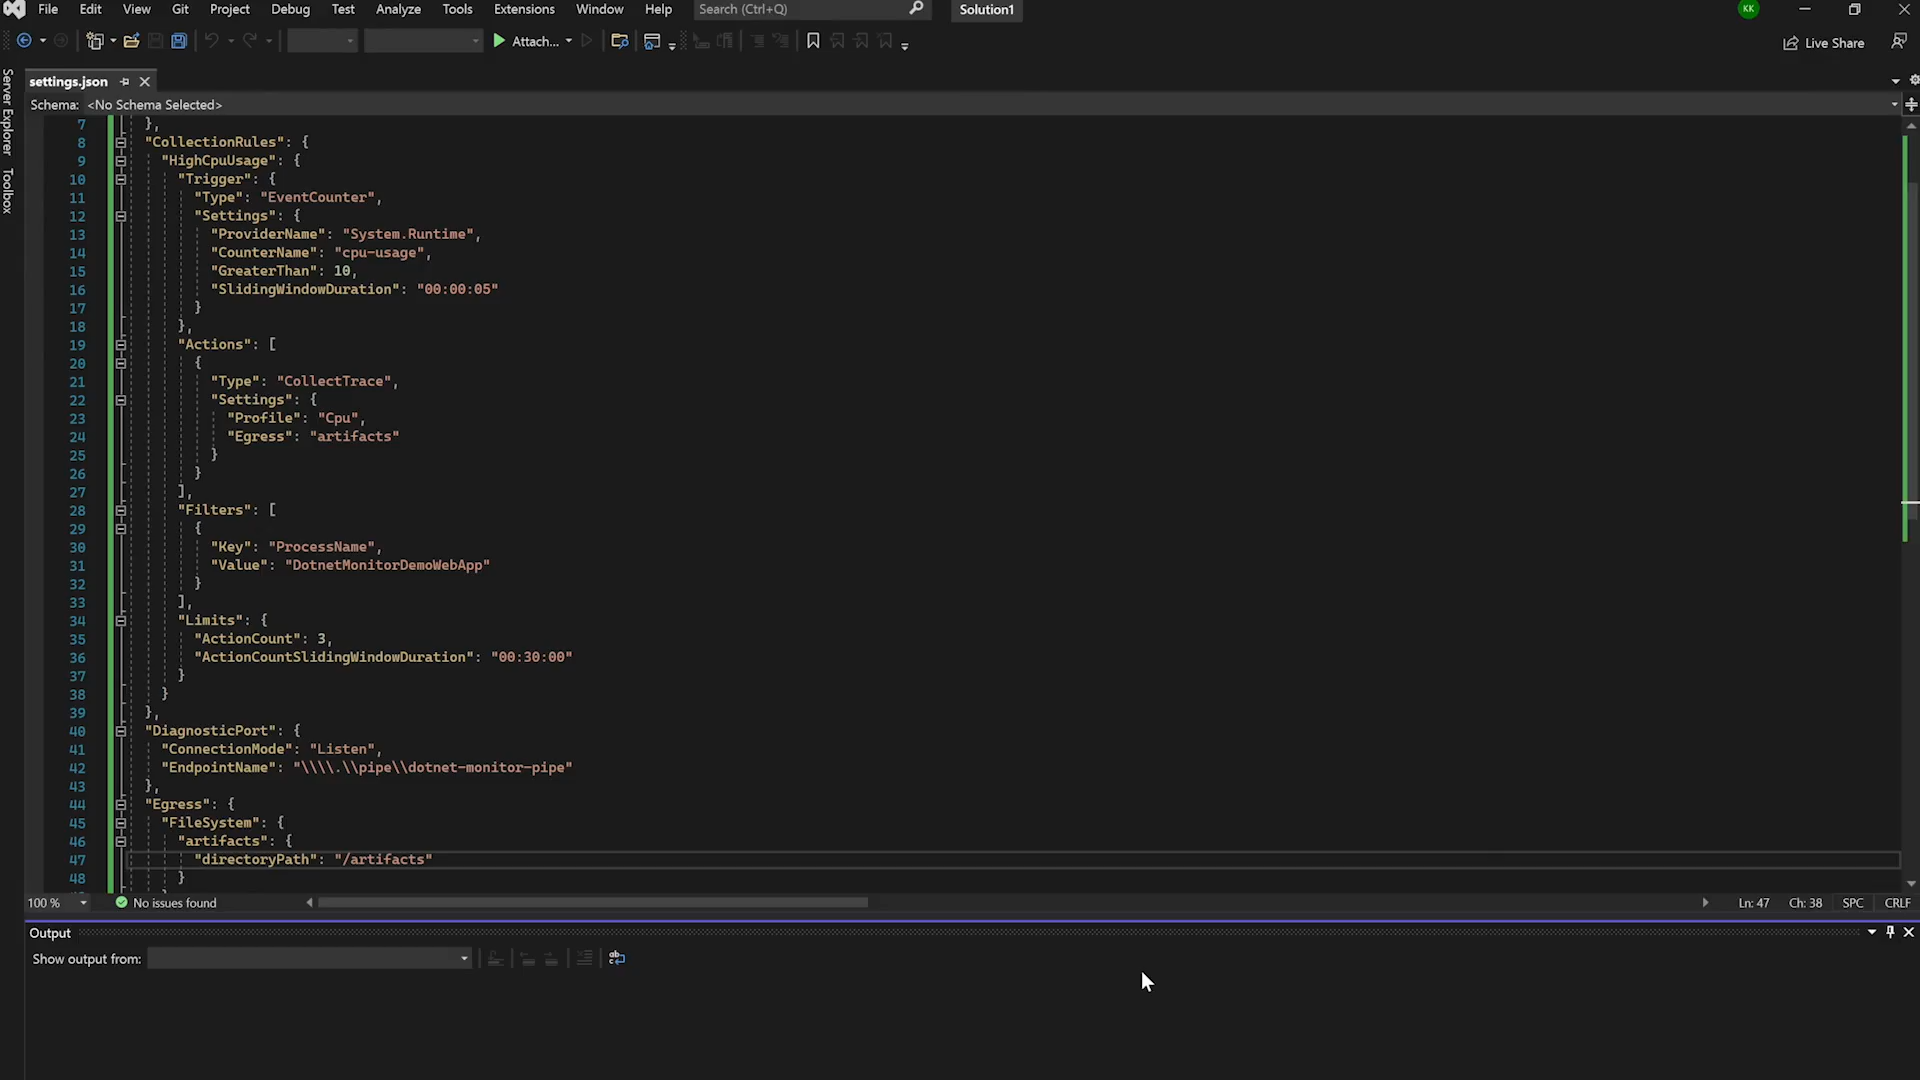 File Edit View Git Project Debug Test Analyze Tools Extensions Window Help Search (Ctrl+Q) Solution1 KK
Attach... Live Share
Server Explorer
Toolbox
settings.json
Schema: <No Schema Selected>
7 },
8 "CollectionRules": {
9 "HighCpuUsage": {
10 "Trigger": {
11 "Type": "EventCounter",
12 "Settings": {
13 "ProviderName": "System.Runtime",
14 "CounterName": "cpu-usage",
15 "GreaterThan": 10,
16 "SlidingWindowDuration": "00:00:05"
17 }
18 },
19 "Actions": [
20 {
21 "Type": "CollectTrace",
22 "Settings": {
23 "Profile": "Cpu",
24 "Egress": "artifacts"
25 }
26 }
27 ],
28 "Filters": [
29 {
30 "Key": "ProcessName",
31 "Value": "DotnetMonitorDemoWebApp"
32 }
33 ],
34 "Limits": {
35 "ActionCount": 3,
36 "ActionCountSlidingWindowDuration": "00:30:00"
37 }
38 }
39 },
40 "DiagnosticPort": {
41 "ConnectionMode": "Listen",
42 "EndpointName": "\\\\.\\pipe\\dotnet-monitor-pipe"
43 },
44 "Egress": {
45 "FileSystem": {
46 "artifacts": {
47 "directoryPath": "/artifacts"
48 }
100 % No issues found Ln: 47 Ch: 38 SPC CRLF
Output
Show output from: